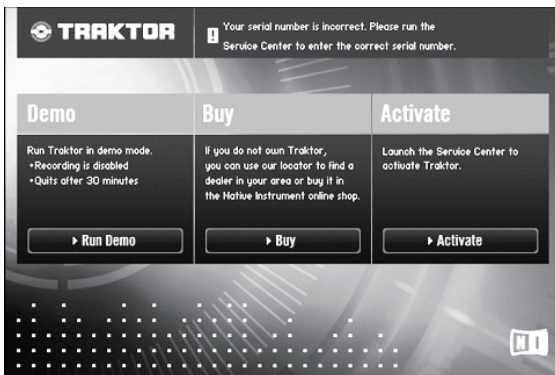 TRAKTOR
Your serial number is incorrect. Please run the
Service Center to enter the correct serial number.
Demo
Run Traktor in demo mode.
•Recording is disabled
•Quits after 30 minutes
Run Demo
Buy
If you do not own Traktor,
you can use our locator to find a
dealer in your area or buy it in
the Native Instrument online shop.
Buy
Activate
Launch the Service Center to
activate Traktor.
Activate
NI